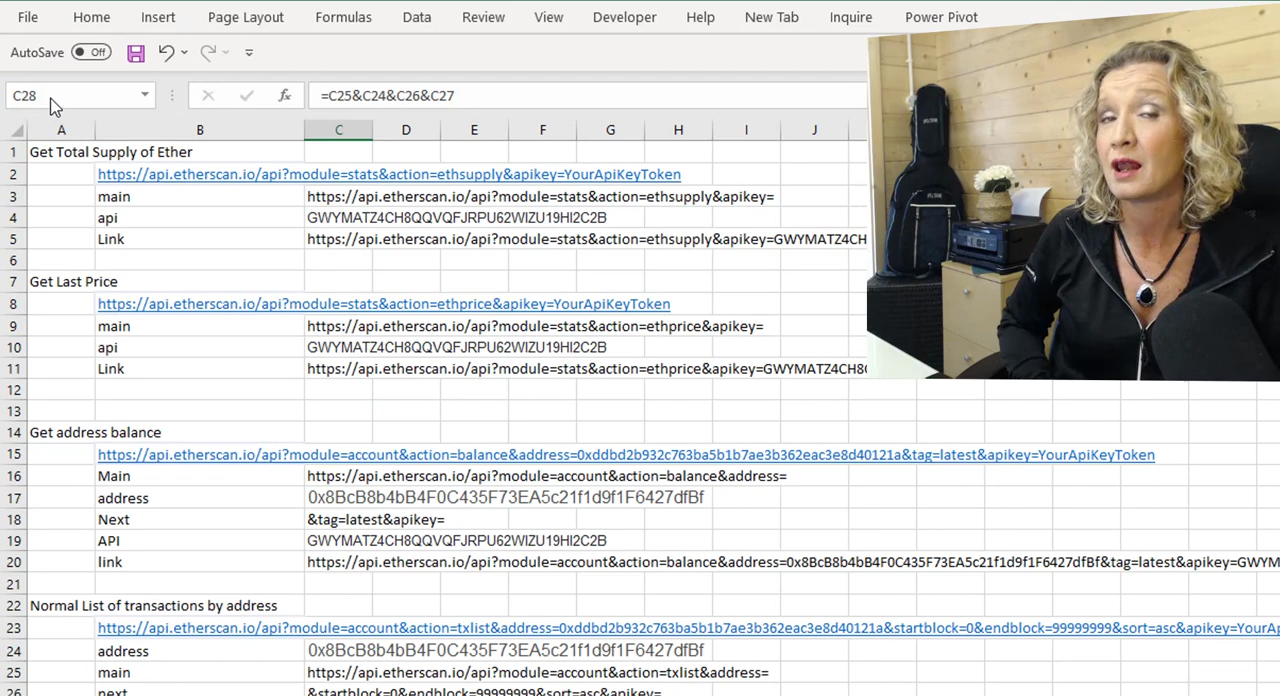 File Home Insert Page Layout Formulas Data Review View Developer Help New Tab Inquire Power Pivot
AutoSave Off
C28 fx =C25&C24&C26&C27
A B C D E F G H I J
1 Get Total Supply of Ether
2 https://api.etherscan.io/api?module=stats&action=ethsupply&apikey=YourApiKeyToken
3 main https://api.etherscan.io/api?module=stats&action=ethsupply&apikey=
4 api GWYMATZ4CH8QQVQFJRPU62WIZU19HI2C2B
5 Link https://api.etherscan.io/api?module=stats&action=ethsupply&apikey=GWYMATZ4CH
6
7 Get Last Price
8 https://api.etherscan.io/api?module=stats&action=ethprice&apikey=YourApiKeyToken
9 main https://api.etherscan.io/api?module=stats&action=ethprice&apikey=
10 api GWYMATZ4CH8QQVQFJRPU62WIZU19HI2C2B
11 Link https://api.etherscan.io/api?module=stats&action=ethprice&apikey=GWYMATZ4CH8
12
13
14 Get address balance
15 https://api.etherscan.io/api?module=account&action=balance&address=0xddbd2b932c763ba5b1b7ae3b362eac3e8d40121a&tag=latest&apikey=YourApiKeyToken
16 Main https://api.etherscan.io/api?module=account&action=balance&address=
17 address 0x8BcB8b4bB4F0C435F73EA5c21f1d9f1F6427dfBf
18 Next &tag=latest&apikey=
19 API GWYMATZ4CH8QQVQFJRPU62WIZU19HI2C2B
20 link https://api.etherscan.io/api?module=account&action=balance&address=0x8BcB8b4bB4F0C435F73EA5c21f1d9f1F6427dfBf&tag=latest&apikey=GWYM
21
22 Normal List of transactions by address
23 https://api.etherscan.io/api?module=account&action=txlist&address=0xddbd2b932c763ba5b1b7ae3b362eac3e8d40121a&startblock=0&endblock=99999999&sort=asc&apikey=YourAp
24 address 0x8BcB8b4bB4F0C435F73EA5c21f1d9f1F6427dfBf
25 main https://api.etherscan.io/api?module=account&action=txlist&address=
26 next &startblock=0&endblock=99999999&sort=asc&apikey=